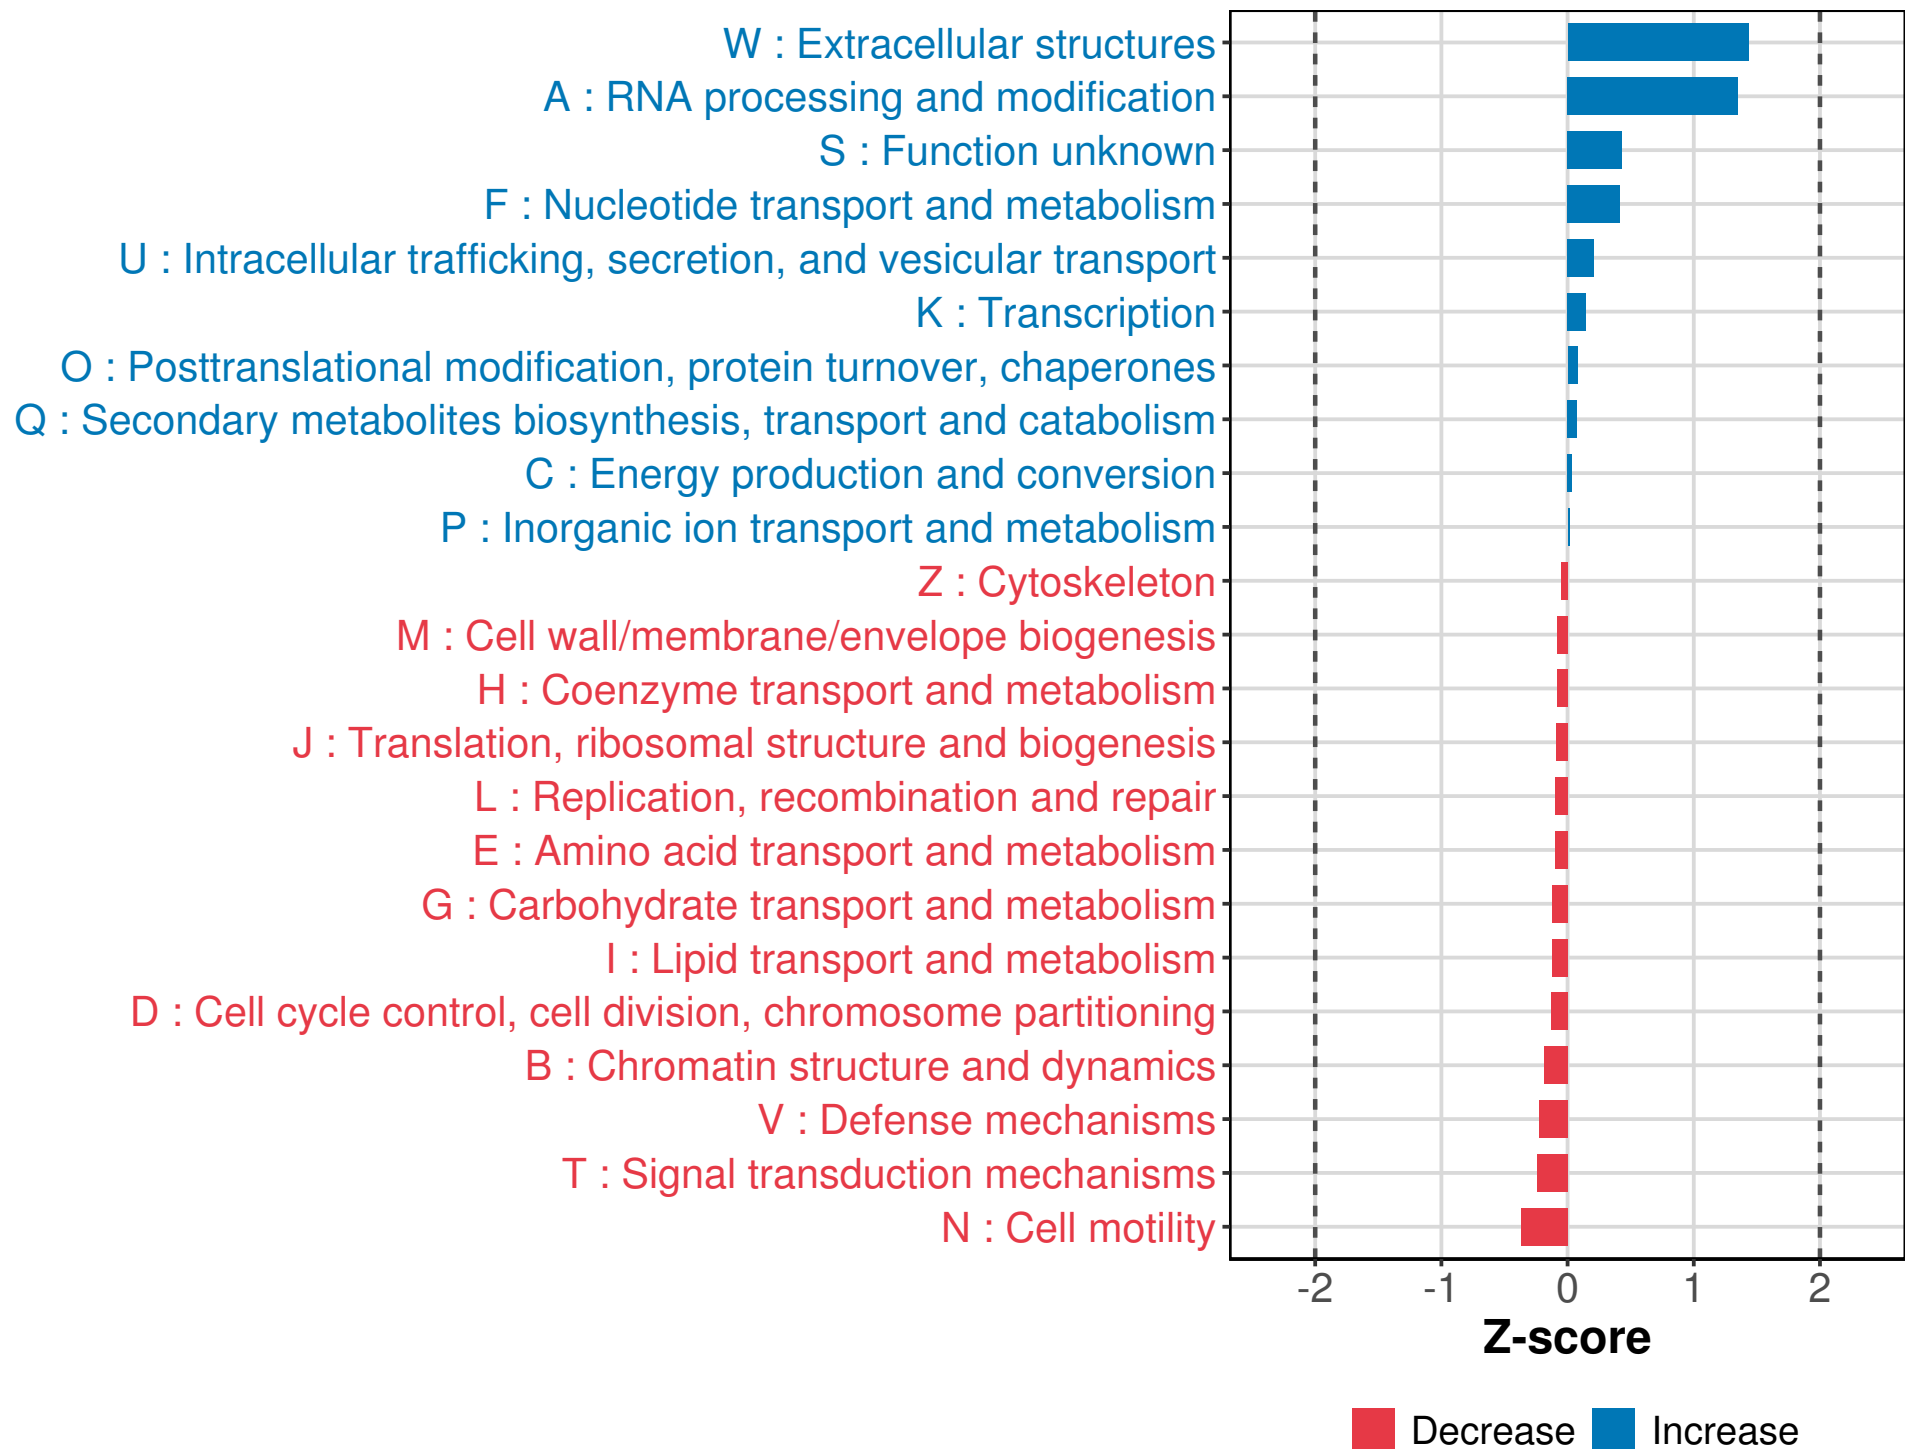 W : Extracellular structures
A : RNA processing and modification
S : Function unknown
F : Nucleotide transport and metabolism
U : Intracellular trafficking, secretion, and vesicular transport
K : Transcription
O : Posttranslational modification, protein turnover, chaperones
Q : Secondary metabolites biosynthesis, transport and catabolism
C : Energy production and conversion
P : Inorganic ion transport and metabolism
Z : Cytoskeleton
M : Cell wall/membrane/envelope biogenesis
H : Coenzyme transport and metabolism
J : Translation, ribosomal structure and biogenesis
L : Replication, recombination and repair
E : Amino acid transport and metabolism
G : Carbohydrate transport and metabolism
I : Lipid transport and metabolism
D : Cell cycle control, cell division, chromosome partitioning
B : Chromatin structure and dynamics
V : Defense mechanisms
T : Signal transduction mechanisms
N : Cell motility
-2 -1 0 1 2
Z-score
Decrease Increase